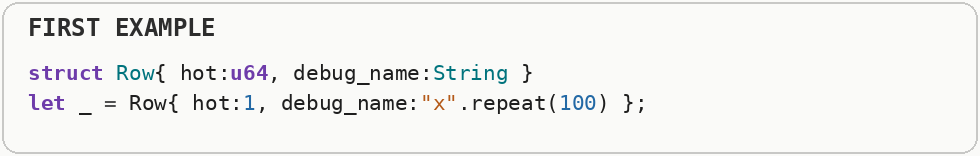 FIRST EXAMPLE
struct Row{ hot:u64, debug_name:String }
let _ = Row{ hot:1, debug_name:"x".repeat(100) };